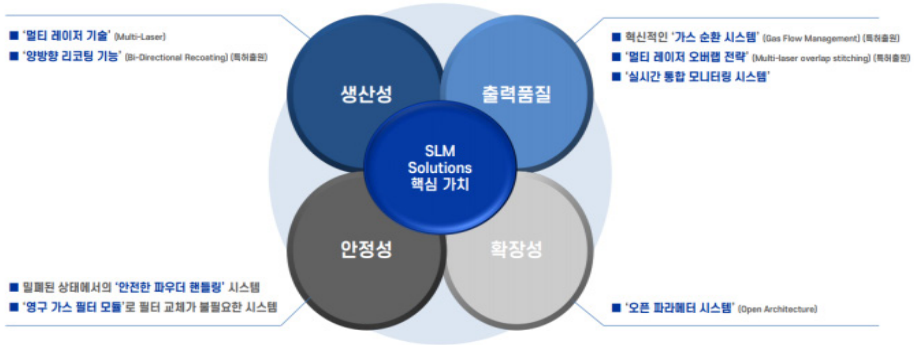 ■ '멀티 레이저 기술' (Multi-Laser)
■ '양방향 리코팅 기능' (Bi-Directional Recoating) (특허출원)
■ 혁신적인 '가스 순환 시스템' (Gas Flow Management) (특허출원)
■ '멀티 레이저 오버랩 전략' (Multi-laser overlap stitching) (특허출원)
■ '실시간 통합 모니터링 시스템'
생산성
출력품질
SLM
Solutions
핵심 가치
안정성
확장성
■ 밀폐된 상태에서의 '안전한 파우더 핸들링' 시스템
■ '영구 가스 필터 모듈'로 필터 교체가 불필요한 시스템
■ '오픈 파라메터 시스템' (Open Architecture)